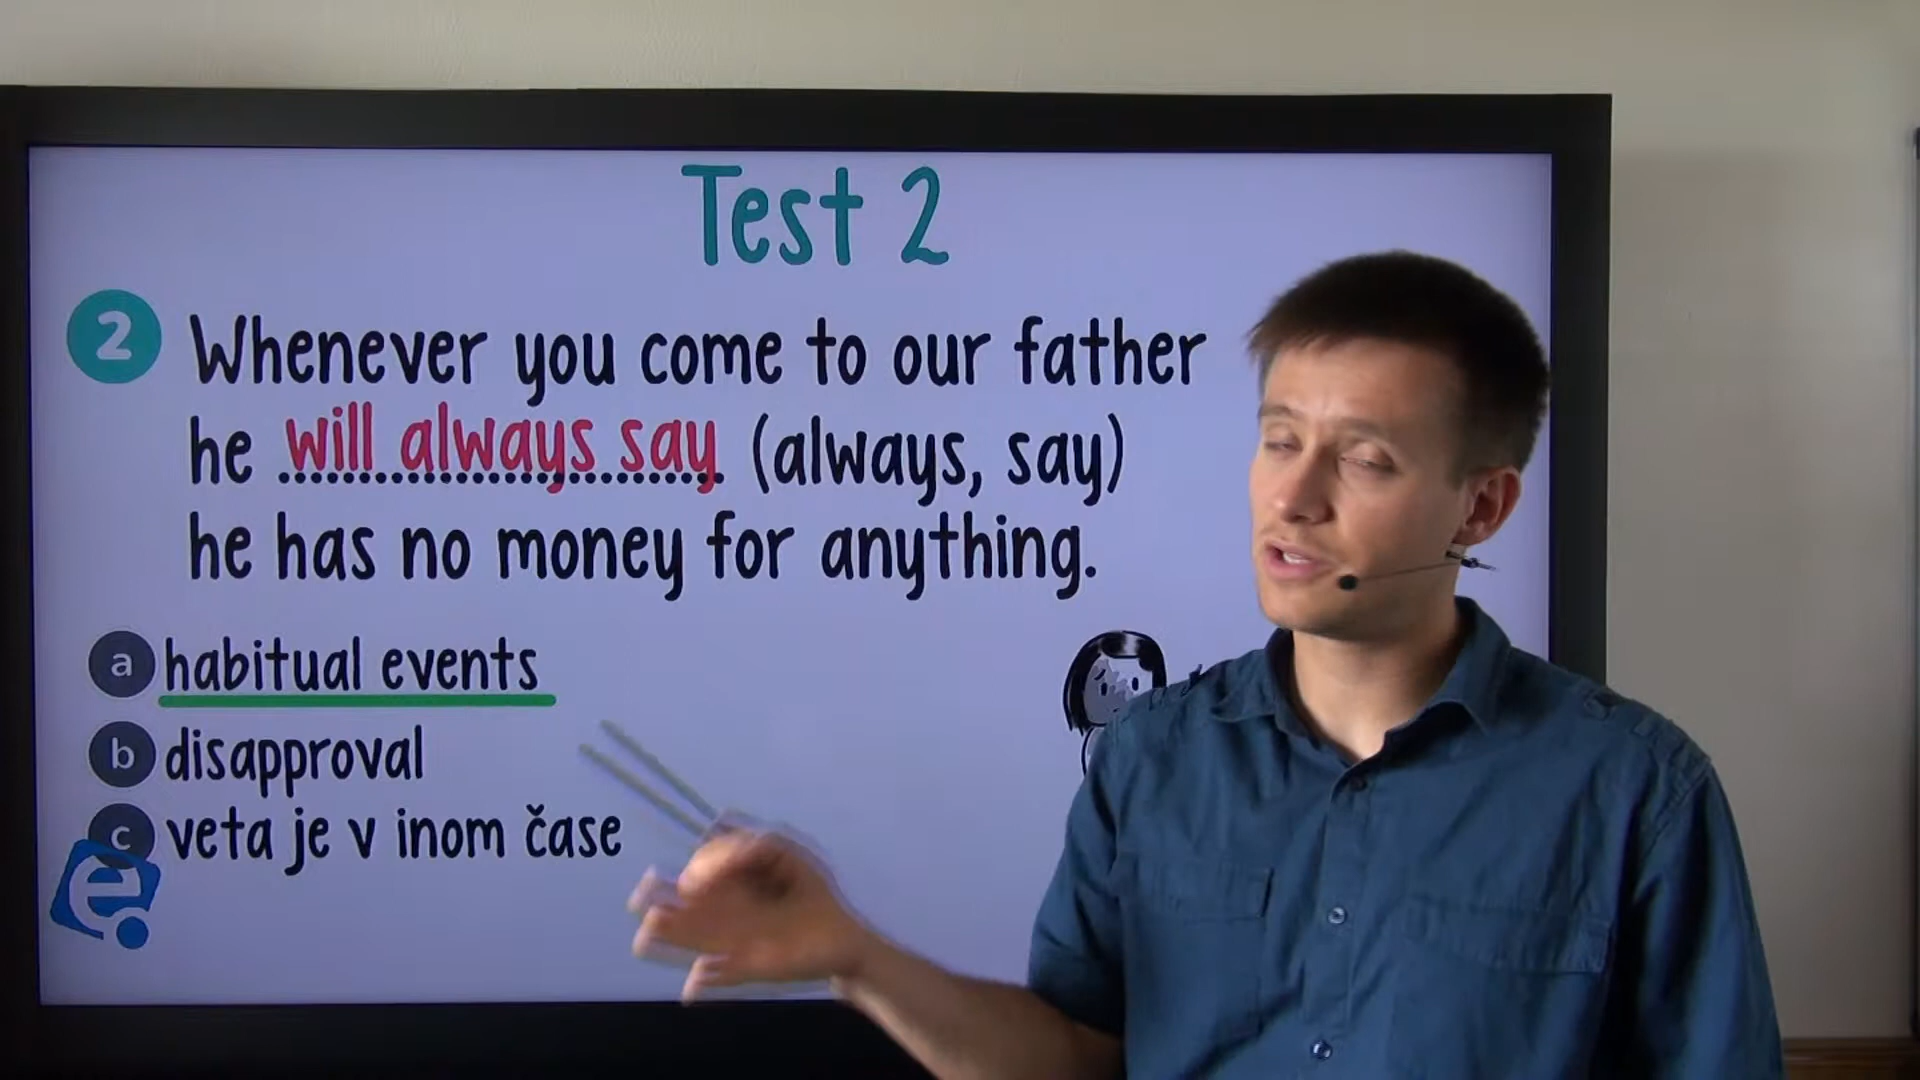 Test 2
2 Whenever you come to our father
he will always say (always, say)
he has no money for anything.
a habitual events
b disapproval
c veta je v inom čase
e